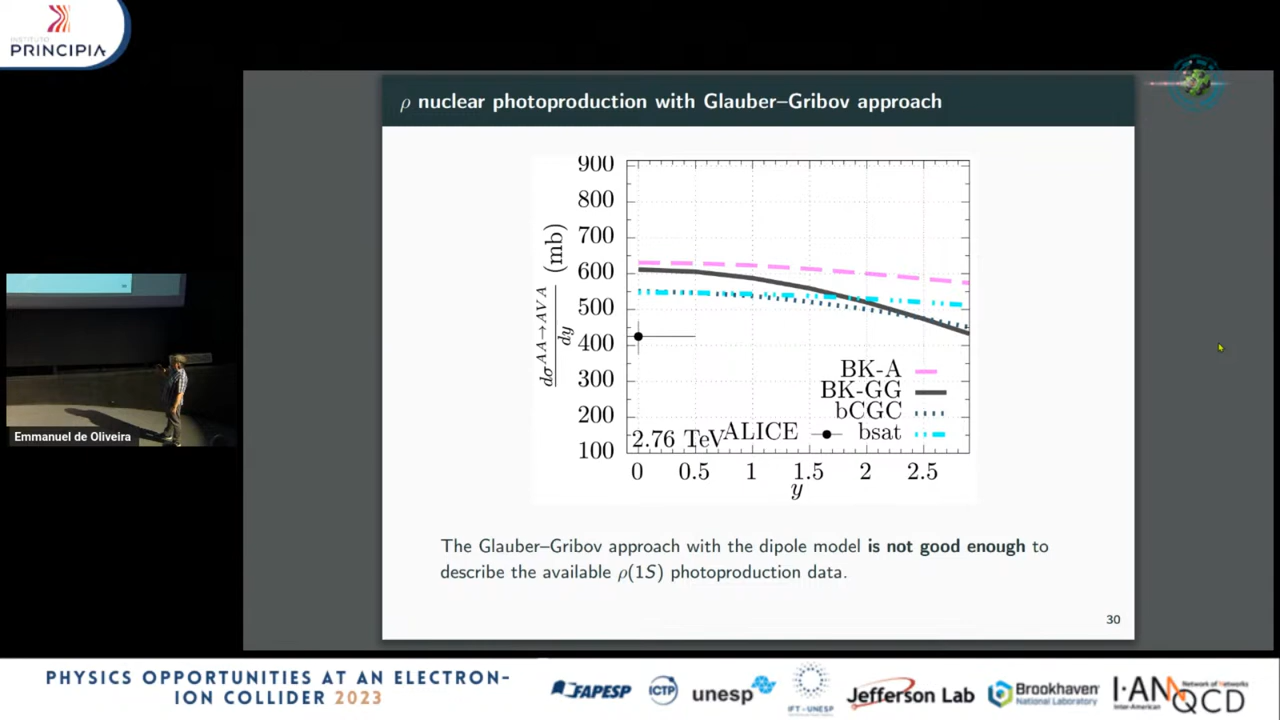 INSTITUTO
PRINCIPIA
ρ nuclear photoproduction with Glauber–Gribov approach
900
800
700
600
500
400
300
200
100
dσ^{AA→AVA}/dy (mb)
BK-A
BK-GG
bCGC
bsat
2.76 TeV ALICE
0 0.5 1 1.5 2 2.5
y
The Glauber–Gribov approach with the dipole model is not good enough to
describe the available ρ(1S) photoproduction data.
30
Emmanuel de Oliveira
PHYSICS OPPORTUNITIES AT AN ELECTRON-
ION COLLIDER 2023
FAPESP
ICTP
unesp
IFT - UNESP
Jefferson Lab
Brookhaven
National Laboratory
I-ANQCD
Inter-American
Network of Networks